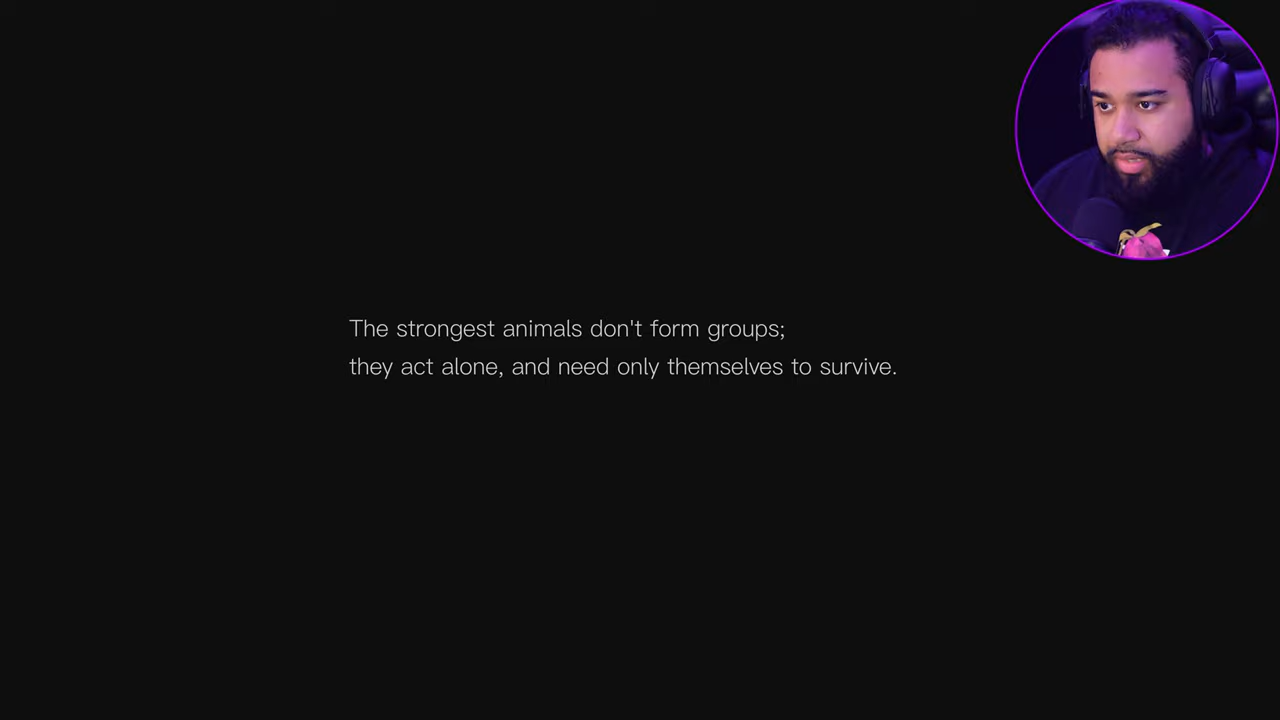 The strongest animals don't form groups;
they act alone, and need only themselves to survive.